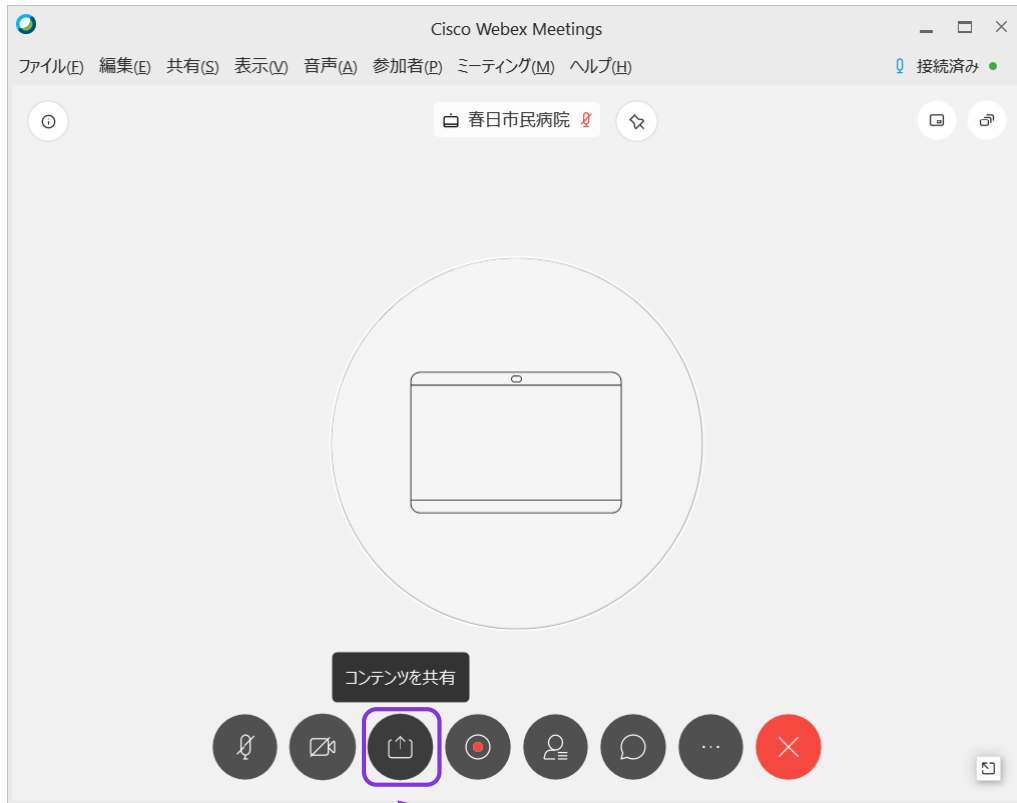 Cisco Webex Meetings
ファイル(F) 編集(E) 共有(S) 表示(V) 音声(A) 参加者(P) ミーティング(M) ヘルプ(H) 接続済み
春日市民病院
コンテンツを共有